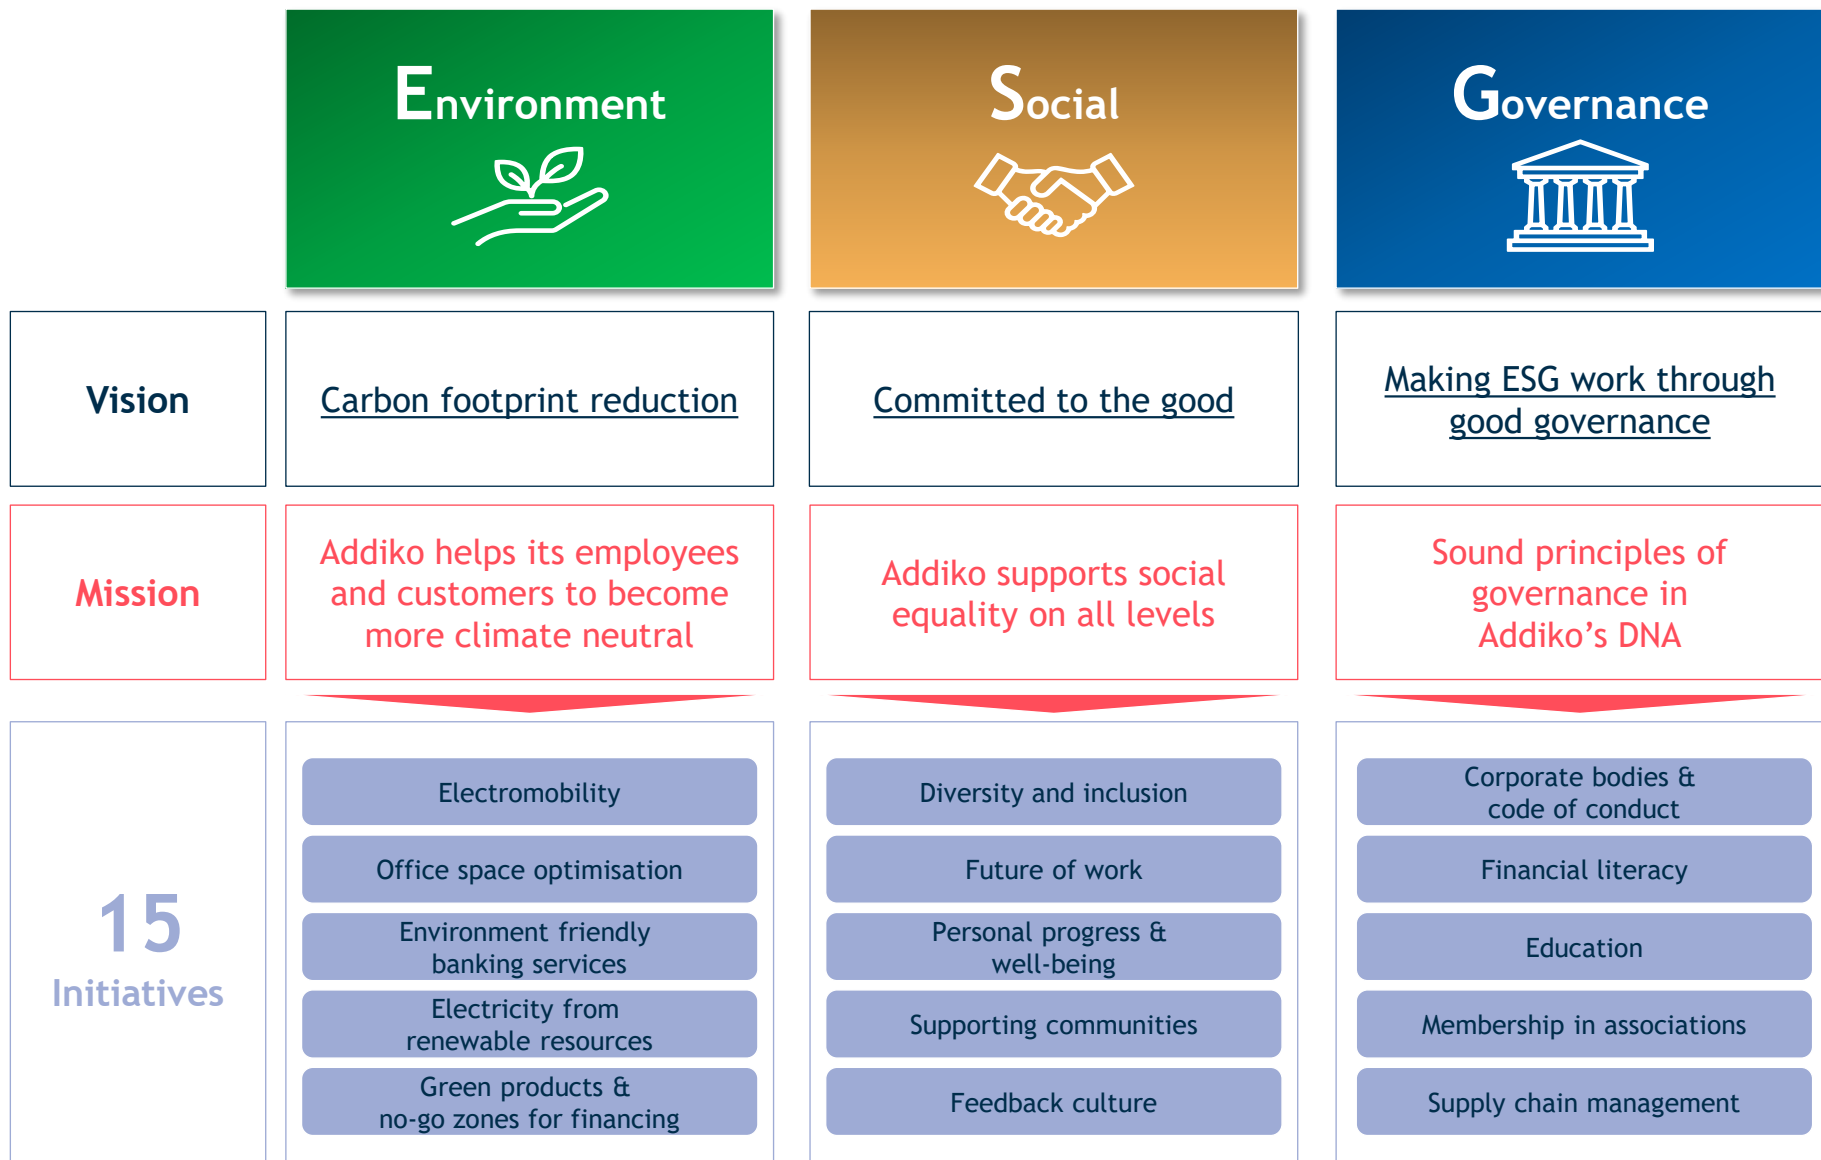 Environment
Social
Governance
Vision
Carbon footprint reduction
Committed to the good
Making ESG work through
good governance
Mission
Addiko helps its employees
and customers to become
more climate neutral
Addiko supports social
equality on all levels
Sound principles of
governance in
Addiko’s DNA
15
Initiatives
Electromobility
Office space optimisation
Environment friendly
banking services
Electricity from
renewable resources
Green products &
no-go zones for financing
Diversity and inclusion
Future of work
Personal progress &
well-being
Supporting communities
Feedback culture
Corporate bodies &
code of conduct
Financial literacy
Education
Membership in associations
Supply chain management